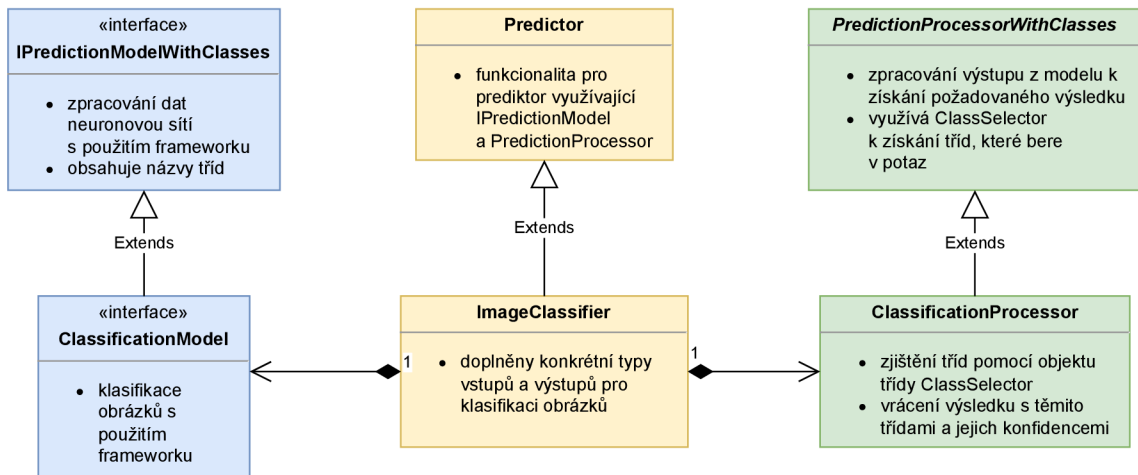 «interface»
IPredictionModelWithClasses
• zpracování dat
neuronovou sítí
s použitím frameworku
• obsahuje názvy tříd
Predictor
• funkcionalita pro
prediktor využívající
IPredictionModel
a PredictionProcessor
PredictionProcessorWithClasses
• zpracování výstupu z modelu k
získání požadovaného výsledku
• využívá ClassSelector
k získání tříd, které bere
v potaz
Extends
Extends
Extends
«interface»
ClassificationModel
• klasifikace
obrázků s
použitím
frameworku
1
ImageClassifier
• doplněny konkrétní typy
vstupů a výstupů pro
klasifikaci obrázků
1
ClassificationProcessor
• zjištění tříd pomocí objektu
třídy ClassSelector
• vrácení výsledku s těmito
třídami a jejich konfidencemi